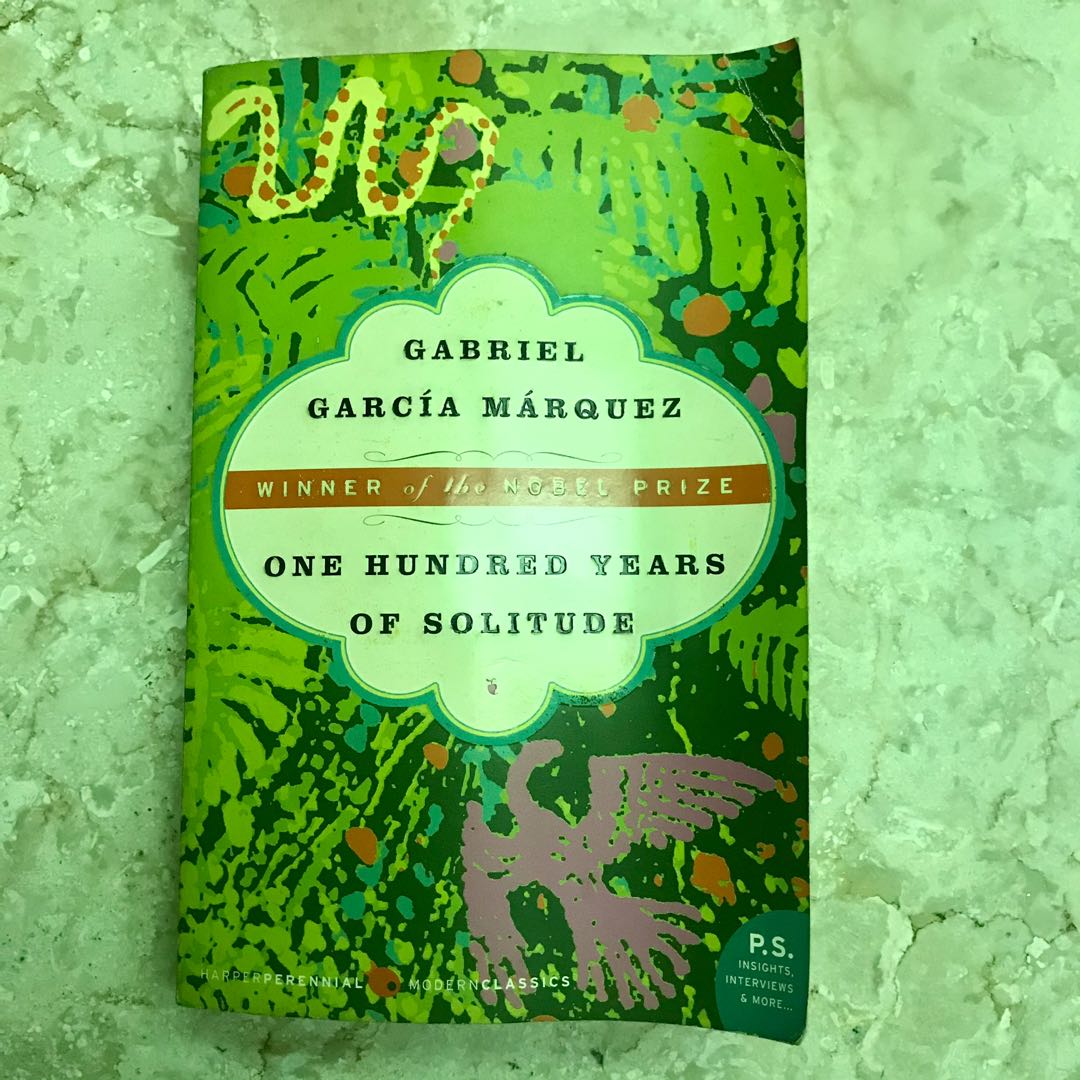 GABRIEL
GARCÍA MÁRQUEZ
WINNER of the NOBEL PRIZE
ONE HUNDRED YEARS
OF SOLITUDE
HARPERPERENNIAL MODERNCLASSICS
P.S.
INSIGHTS,
INTERVIEWS
& MORE...